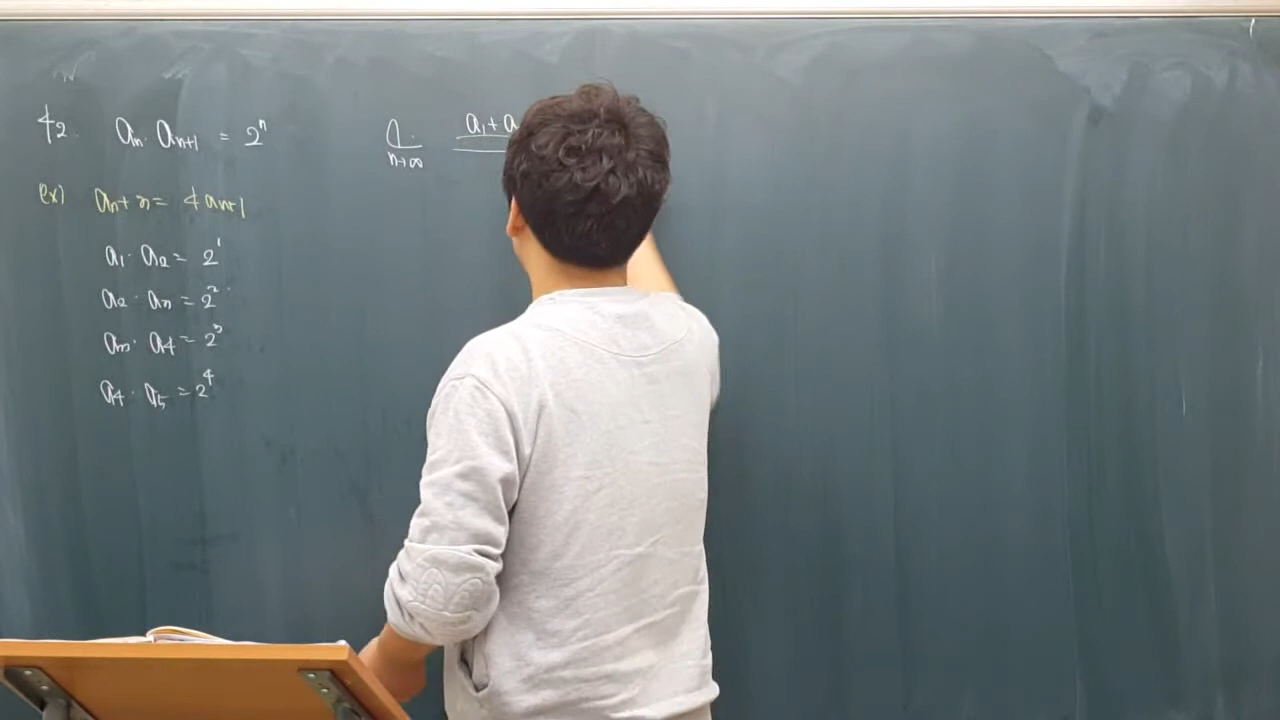 42. aₙ · aₙ₊₁ = 2ⁿ
lim n→∞ a₁ + a
ex) aₙ + n = 4aₙ₊₁
a₁ · a₂ = 2¹
a₂ · a₃ = 2²
a₃ · a₄ = 2³
a₄ · a₅ = 2⁴